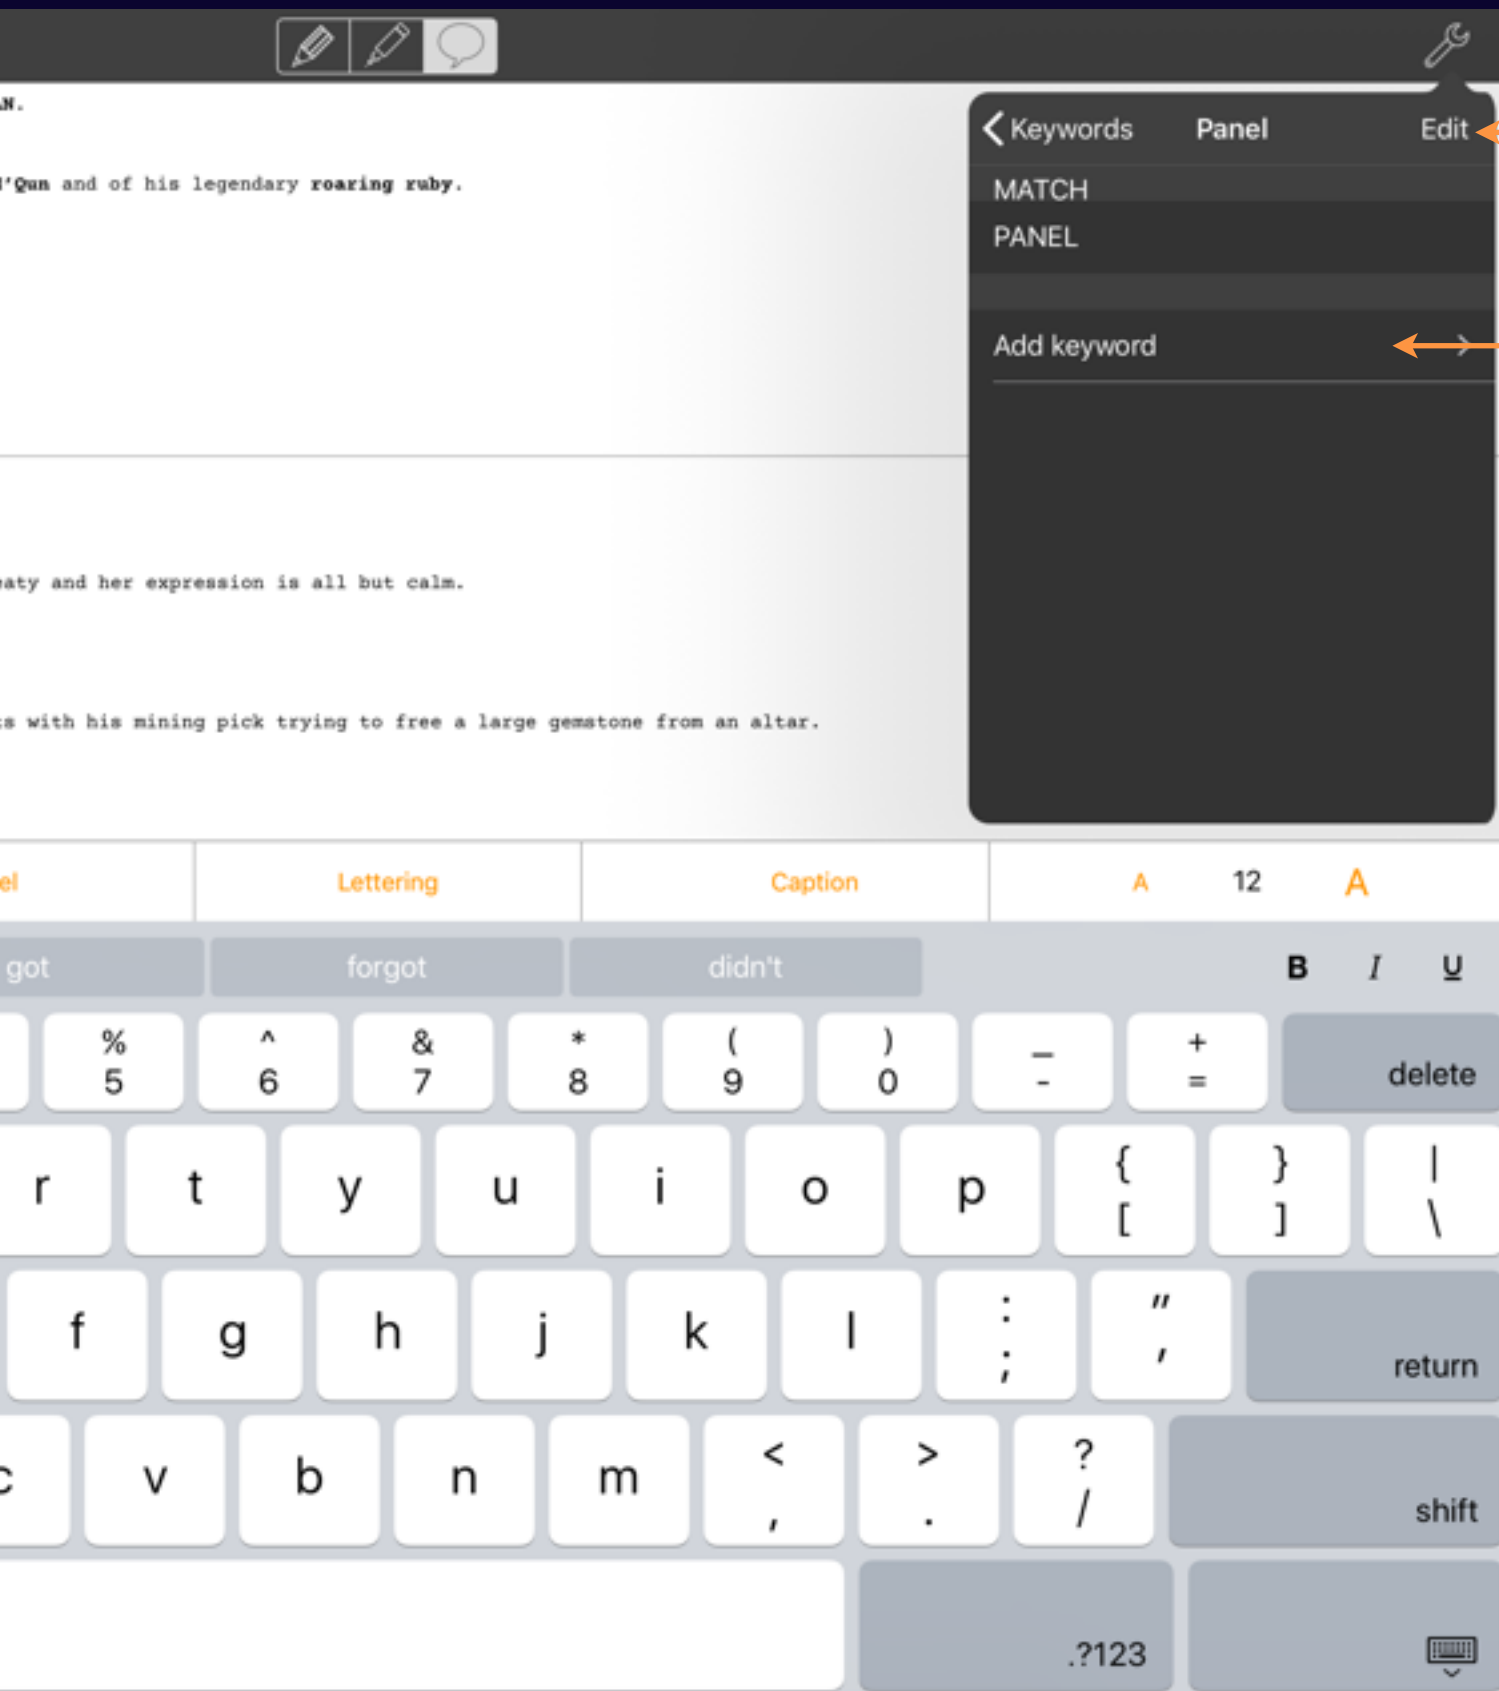 Keywords Panel Edit
MATCH
PANEL
Add keyword
N.
'Qun and of his legendary roaring ruby.
eaty and her expression is all but calm.
ts with his mining pick trying to free a large gemstone from an altar.
el Lettering Caption A 12 A
got forgot didn't B I U
% ^ & * ( ) _ +
5 6 7 8 9 0 - = delete
r t y u i o p { } |
[ ] \
f g h j k l : "
; ' return
c v b n m < > ?
, . / shift
.?123